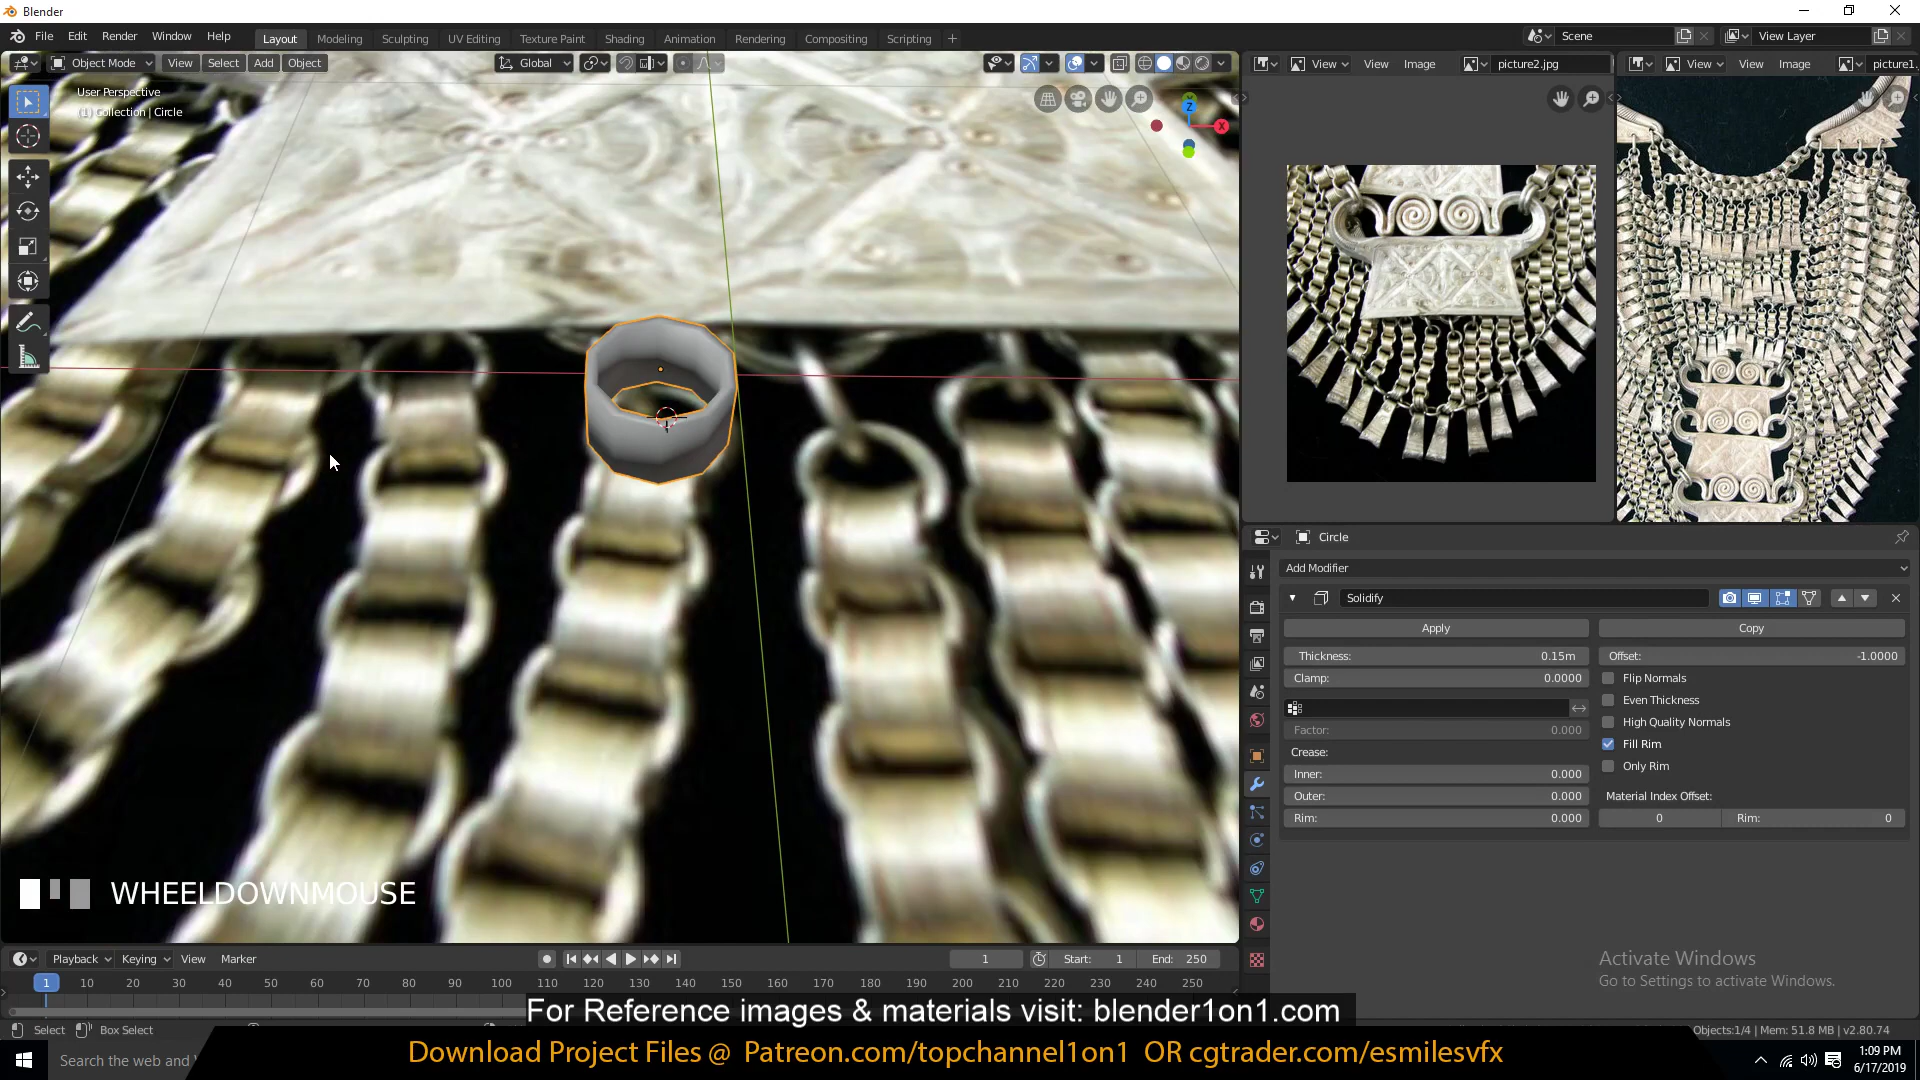 Blender
File Edit Render Window Help
Layout Modeling Sculpting UV Editing Texture Paint Shading Animation Rendering Compositing Scripting +
Scene
View Layer
Object Mode View Select Add Object
Global
View View Image picture2.jpg
View View Image picture1.
User Perspective
(1) Collection | Circle
Z
X
Circle
Add Modifier
Solidify
Apply Copy
Thickness: 0.15m Offset: -1.0000
Clamp: 0.0000 Flip Normals
Even Thickness
High Quality Normals
Factor: 0.000
Fill Rim
Crease:
Only Rim
Inner: 0.000
Outer: 0.000 Material Index Offset:
Rim: 0.000 0 Rim: 0
WHEELDOWNMOUSE
Playback Keying View Marker
1 Start: 1 End: 250
1 10 20 30 40 50 60 70 80 90 100 110 120 130 140 150 160 170 180 190 200 210 220 230 240 250
Activate Windows
Go to Settings to activate Windows.
For Reference images & materials visit: blender1on1.com
Select Box Select
Objects:1/4 | Mem: 51.8 MB | v2.80.74
Search the web and
Download Project Files @ Patreon.com/topchannel1on1 OR cgtrader.com/esmilesvfx
1:09 PM
6/17/2019